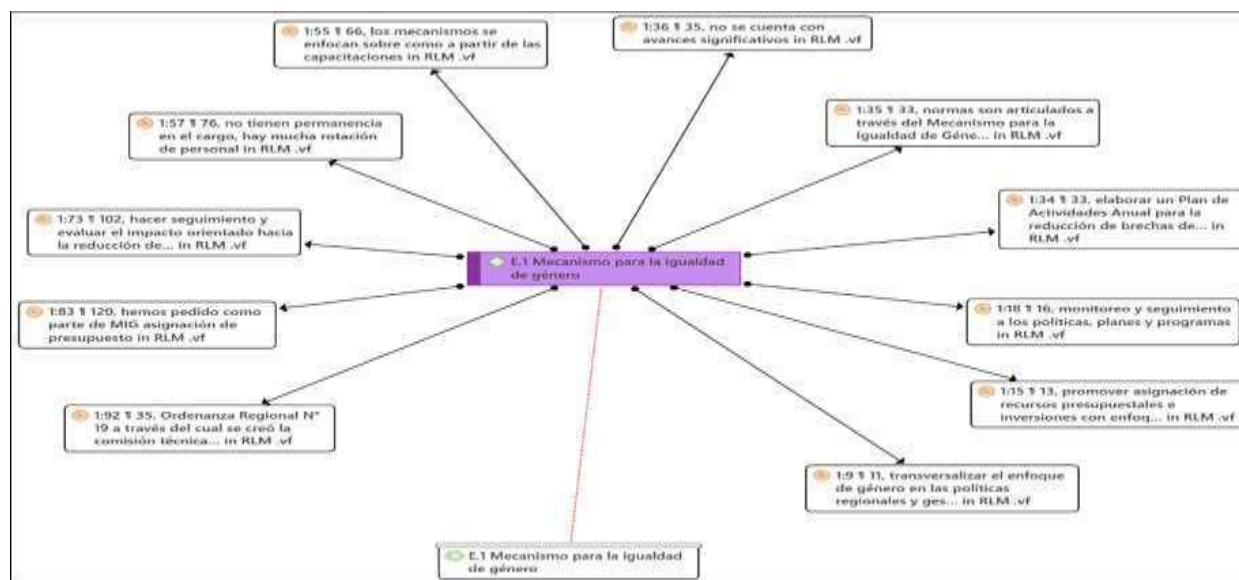 1:55 ¶ 66, los mecanismos se
enfocan sobre como a partir de las
capacitaciones in RLM .vf
1:36 ¶ 35, no se cuenta con
avances significativos in RLM .vf
1:57 ¶ 76, no tienen permanencia
en el cargo, hay mucha rotación
de personal in RLM .vf
1:35 ¶ 33, normas son articulados a
través del Mecanismo para la
Igualdad de Géne... in RLM .vf
1:73 ¶ 102, hacer seguimiento y
evaluar el impacto orientado hacia
la reducción de... in RLM .vf
1:34 ¶ 33, elaborar un Plan de
Actividades Anual para la
reducción de brechas de... in
RLM .vf
E.1 Mecanismo para la igualdad
de género
1:83 ¶ 120, hemos pedido como
parte de MIG asignación de
presupuesto in RLM .vf
1:18 ¶ 16, monitoreo y seguimiento
a los políticas, planes y programas
in RLM .vf
1:92 ¶ 35, Ordenanza Regional N°
19 a través del cual se creó la
comisión técnica... in RLM .vf
1:15 ¶ 13, promover asignación de
recursos presupuestales e
inversiones con enfoq... in RLM .vf
1:9 ¶ 11, transversalizar el enfoque
de género en las políticas
regionales y ges... in RLM .vf
E.1 Mecanismo para la igualdad
de género